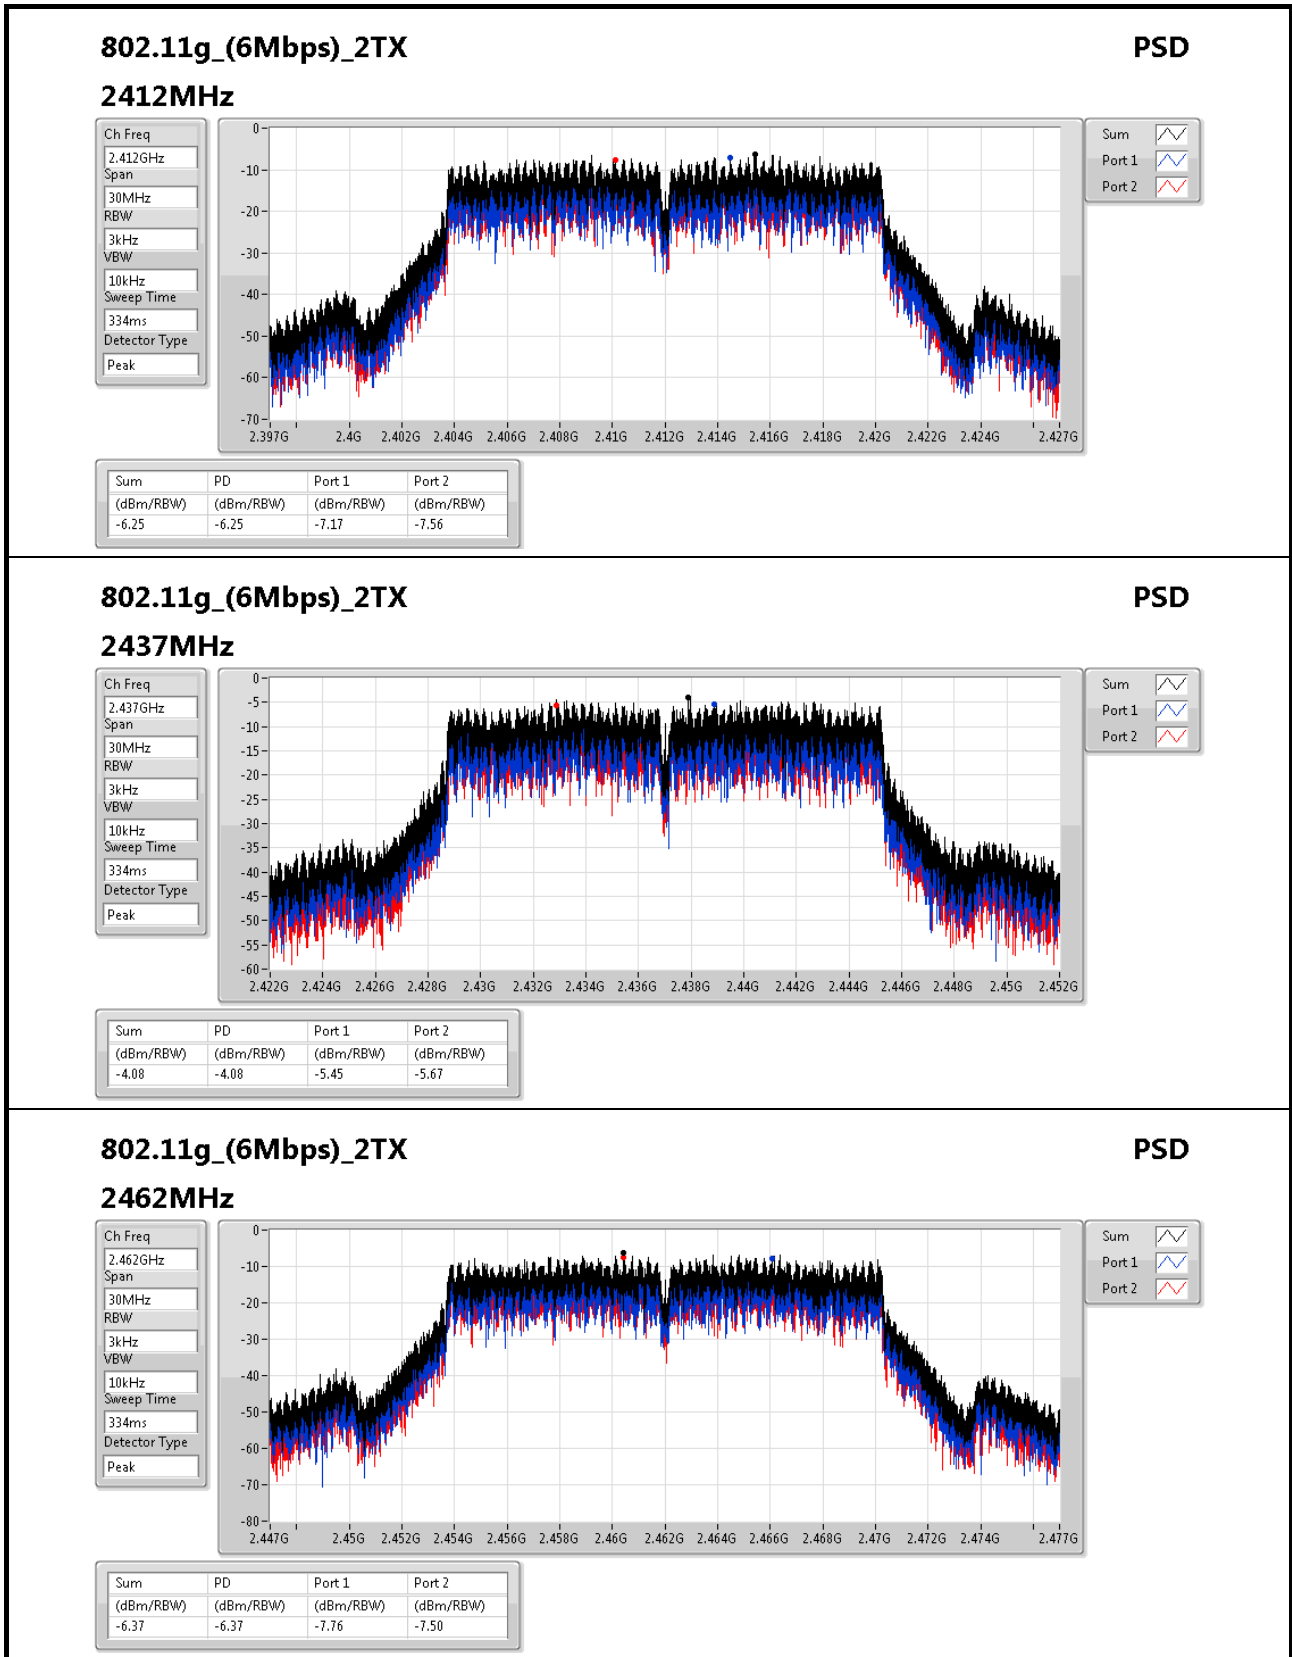 802.11g_(6Mbps)_2TX PSD
2412MHz
Ch Freq
2.412GHz
Span
30MHz
RBW
3kHz
VBW
10kHz
Sweep Time
334ms
Detector Type
Peak
0
-10
-20
-30
-40
-50
-60
-70
2.397G 2.4G 2.402G 2.404G 2.406G 2.408G 2.41G 2.412G 2.414G 2.416G 2.418G 2.42G 2.422G 2.424G 2.427G
Sum
Port 1
Port 2
Sum PD Port 1 Port 2
(dBm/RBW) (dBm/RBW) (dBm/RBW) (dBm/RBW)
-6.25 -6.25 -7.17 -7.56
802.11g_(6Mbps)_2TX PSD
2437MHz
Ch Freq
2.437GHz
Span
30MHz
RBW
3kHz
VBW
10kHz
Sweep Time
334ms
Detector Type
Peak
0
-5
-10
-15
-20
-25
-30
-35
-40
-45
-50
-55
-60
2.422G 2.424G 2.426G 2.428G 2.43G 2.432G 2.434G 2.436G 2.438G 2.44G 2.442G 2.444G 2.446G 2.448G 2.45G 2.452G
Sum
Port 1
Port 2
Sum PD Port 1 Port 2
(dBm/RBW) (dBm/RBW) (dBm/RBW) (dBm/RBW)
-4.08 -4.08 -5.45 -5.67
802.11g_(6Mbps)_2TX PSD
2462MHz
Ch Freq
2.462GHz
Span
30MHz
RBW
3kHz
VBW
10kHz
Sweep Time
334ms
Detector Type
Peak
0
-10
-20
-30
-40
-50
-60
-70
-80
2.447G 2.45G 2.452G 2.454G 2.456G 2.458G 2.46G 2.462G 2.464G 2.466G 2.468G 2.47G 2.472G 2.474G 2.477G
Sum
Port 1
Port 2
Sum PD Port 1 Port 2
(dBm/RBW) (dBm/RBW) (dBm/RBW) (dBm/RBW)
-6.37 -6.37 -7.76 -7.50